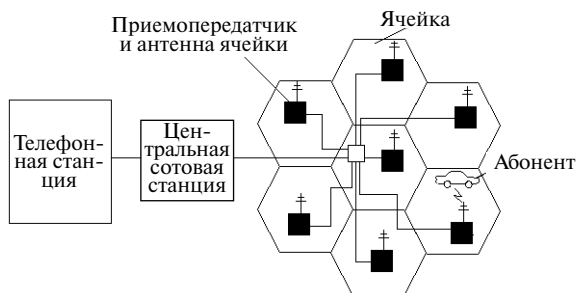 Приемопередатчик
и антенна ячейки
Ячейка
Телефон-
ная стан-
ция
Цен-
тральная
сотовая
станция
Абонент